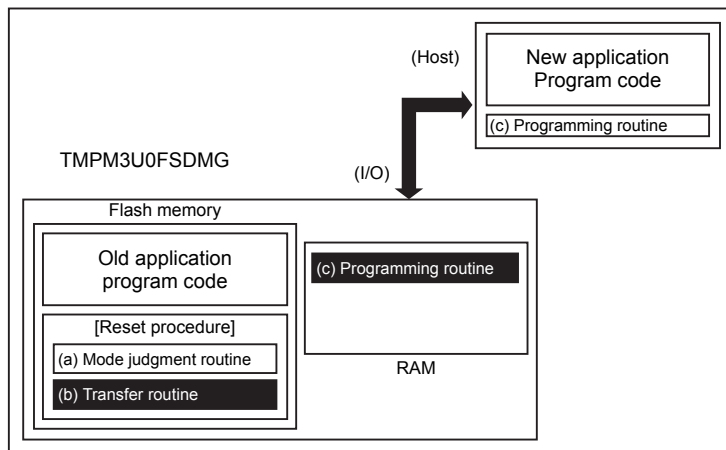 (Host)
New application
Program code
(c) Programming routine
TMPM3U0FSDMG
(I/O)
Flash memory
Old application
program code
[Reset procedure]
(a) Mode judgment routine
(b) Transfer routine
(c) Programming routine
RAM